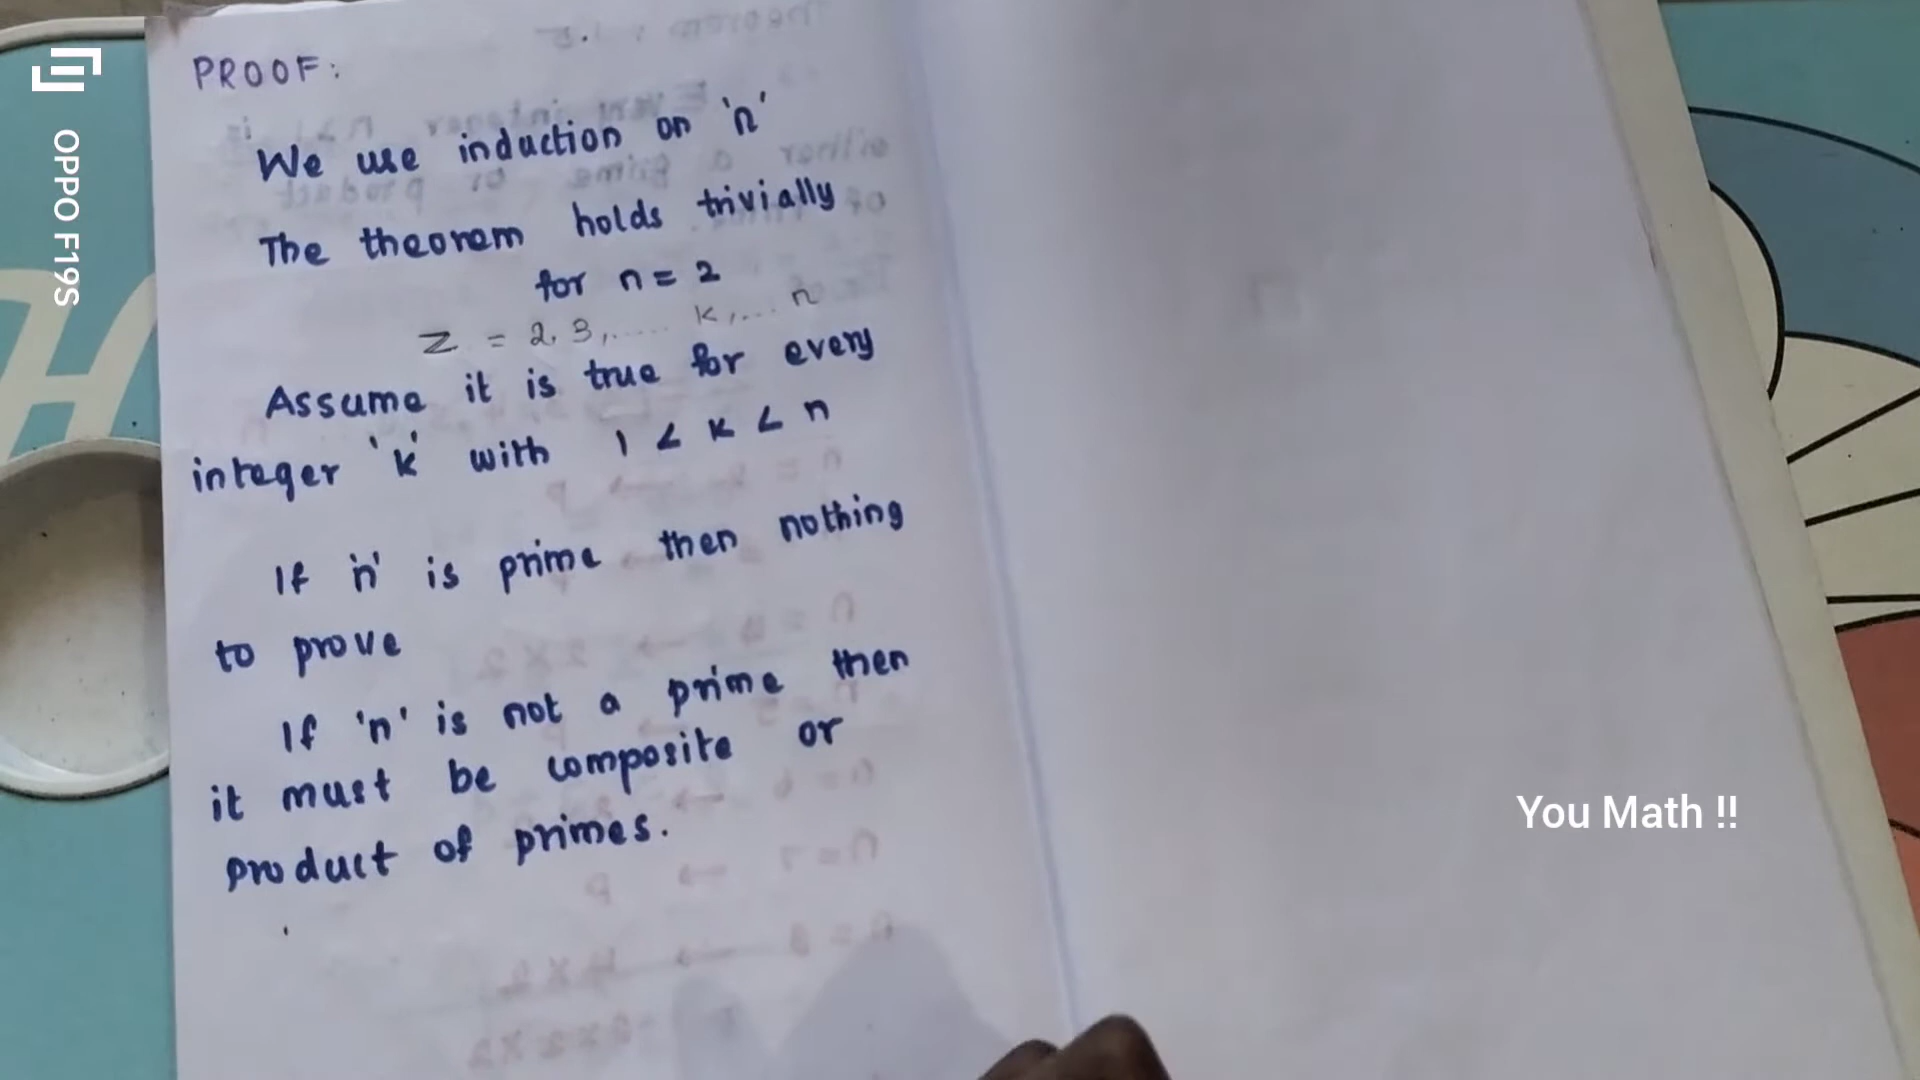 PROOF:
We use induction on 'n'
The theorem holds trivially
for n = 2
Z = 2, 3, ..... k, ... n
Assume it is true for every
integer 'k' with 1 < k < n
If 'n' is prime then nothing
to prove
If 'n' is not a prime then
it must be composite or
product of primes.
OPPO F19S
You Math !!